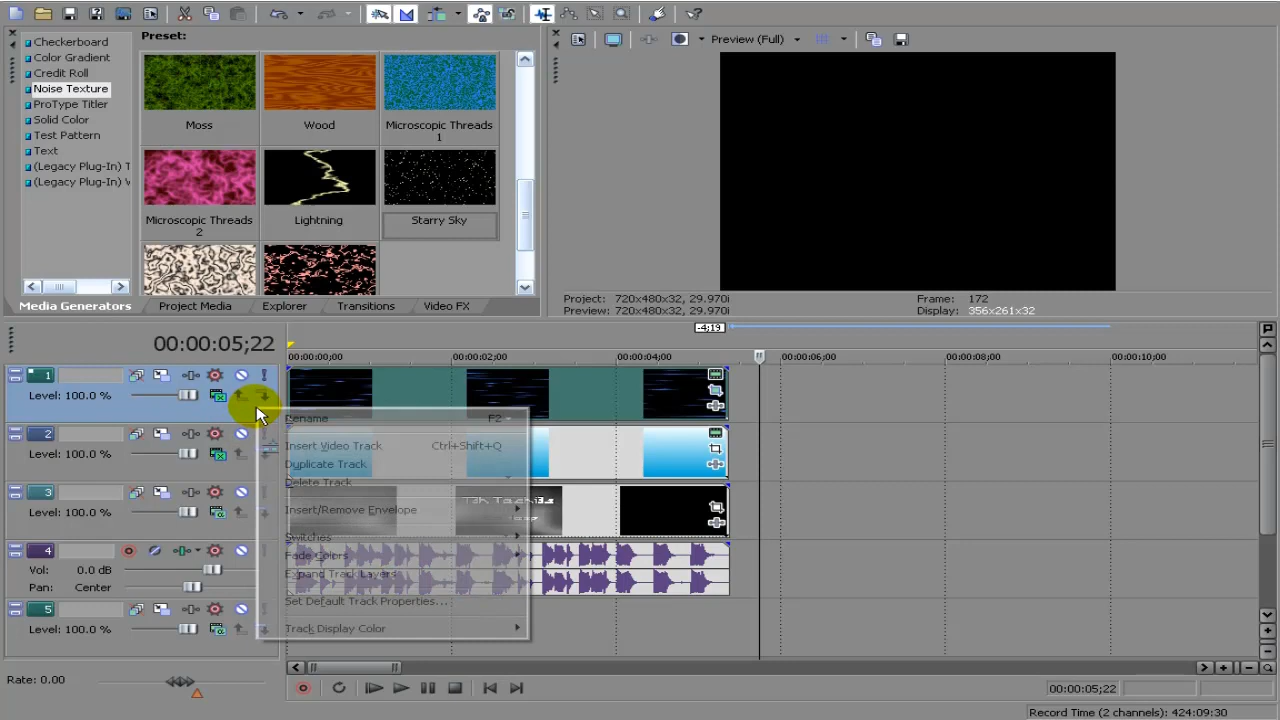 Preset:
Checkerboard
Color Gradient
Credit Roll
Noise Texture
ProType Titler
Solid Color
Test Pattern
Text
(Legacy Plug-In) T
(Legacy Plug-In)
Moss
Wood
Microscopic Threads
1
Microscopic Threads
2
Lightning
Starry Sky
Media Generators
Project Media
Explorer
Transitions
Video FX
Preview (Full)
Project: 720x480x32, 29.970i
Preview: 720x480x32, 29.970i
Frame: 172
Display: 356x261x32
00:00:05;22
-4;19
00:00:00;00
00:00:02;00
00:00:04;00
00:00:06;00
00:00:08;00
00:00:10;00
1
Level: 100.0 %
2
Level: 100.0 %
3
Level: 100.0 %
4
Vol: 0.0 dB
Pan: Center
5
Level: 100.0 %
Rename F2
Insert Video Track Ctrl+Shift+Q
Duplicate Track
Delete Track
Insert/Remove Envelope
Switches
Fade Colors
Expand Track Layers
Set Default Track Properties...
Track Display Color
Rate: 0.00
00:00:05;22
Record Time (2 channels): 424:09:30